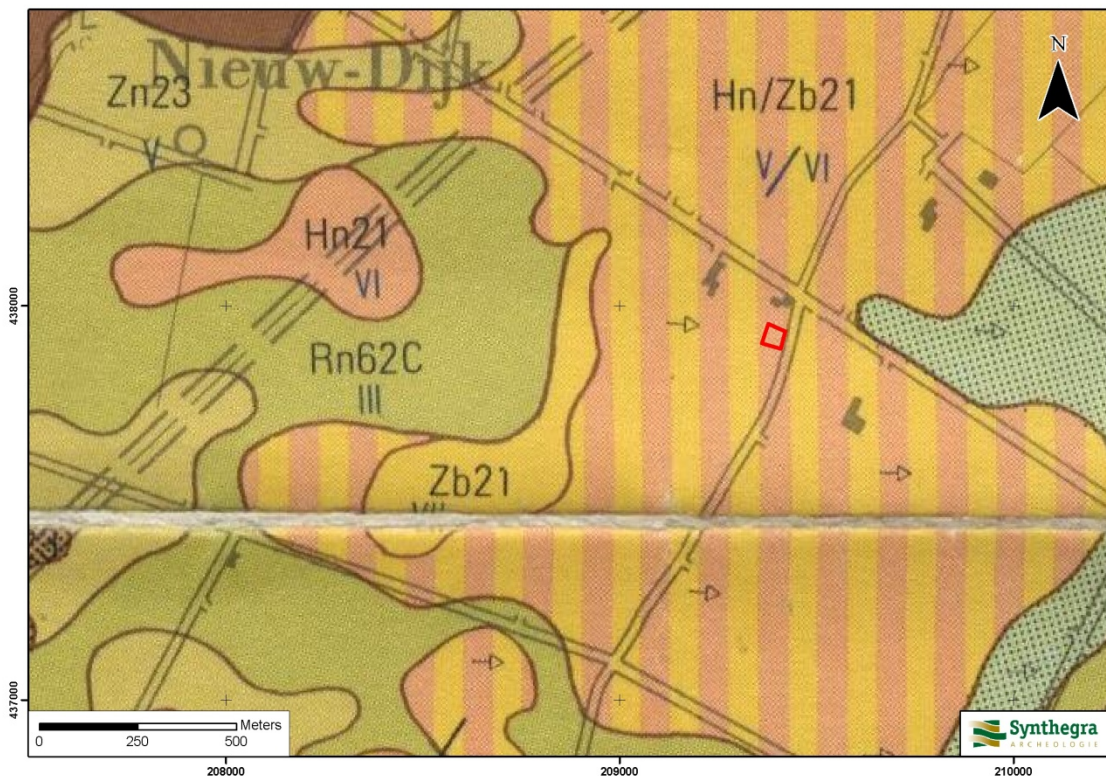 Nieuw-Dijk
Zn23
V
Hn/Zb21
V/VI
N
Hn21
VI
438000
Rn62C
III
Zb21
VII
437000
Meters
0 250 500
208000 209000 210000
Synthegra
ARCHEOLOGIE